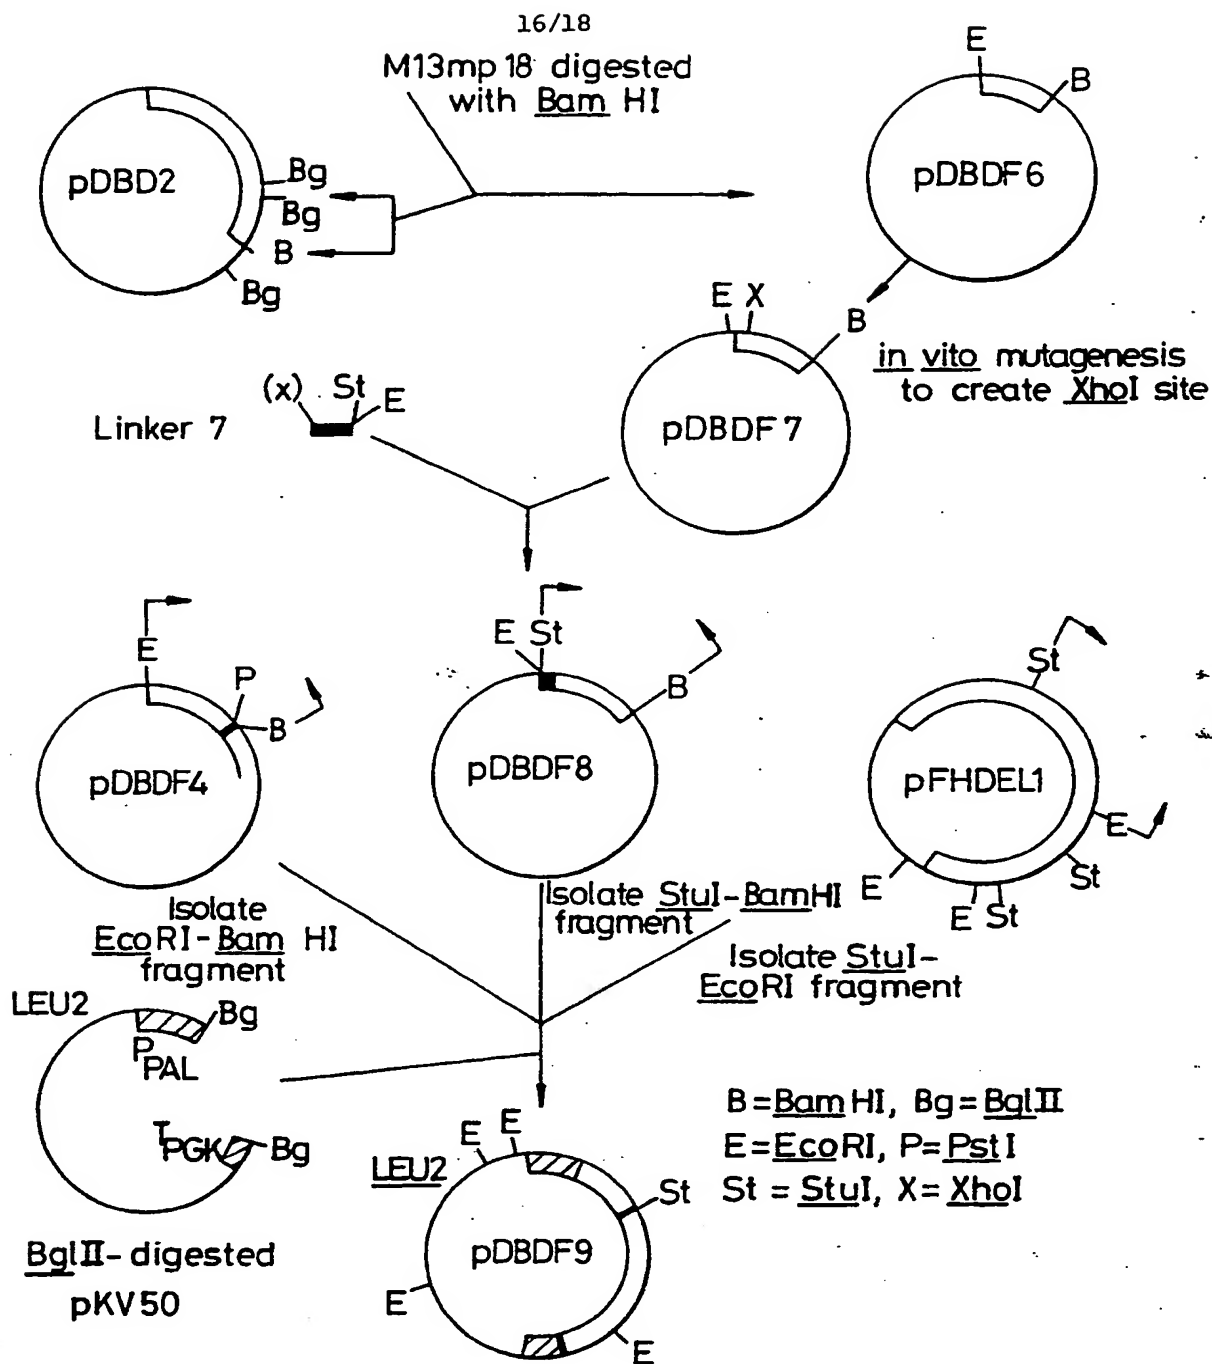 16/18
M13mp 18 digested
with Bam HI
pDBD2
Bg
Bg
B
Bg
E
B
pDBDF6
E X
B
pDBDF7
in vito mutagenesis
to create XhoI site
Linker 7
(x)
St
E
E
P
B
pDBDF4
E St
B
pDBDF8
St
pFHDEL1
E
St
E
E St
Isolate
EcoRI-Bam HI
fragment
Isolate StuI-BamHI
fragment
Isolate StuI-
EcoRI fragment
LEU2
Bg
PPAL
TPGK
Bg
BglII-digested
pKV50
E
E
LEU2
St
pDBDF9
E
E
B=BamHI, Bg=BglII
E=EcoRI, P=PstI
St = StuI, X= XhoI